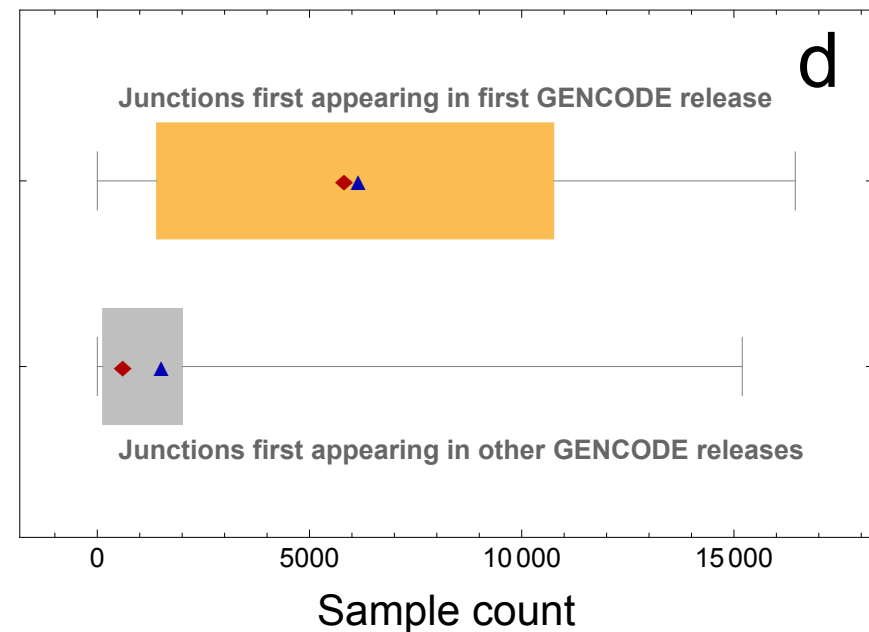 d
Junctions first appearing in first GENCODE release
Junctions first appearing in other GENCODE releases
0 5000 10 000 15 000
Sample count